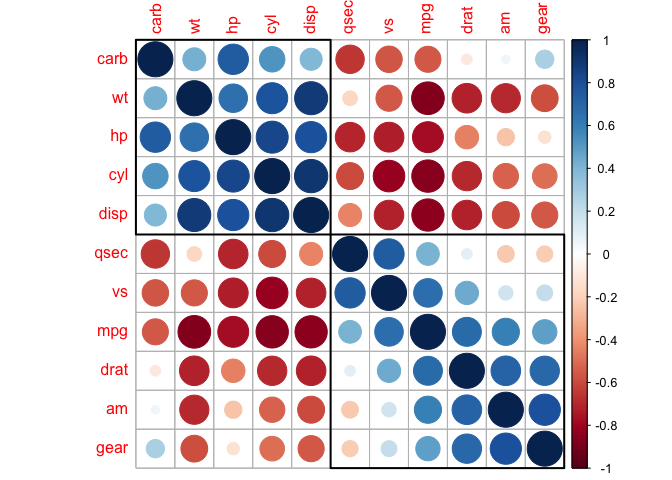 carb wt hp cyl disp qsec vs mpg drat am gear
carb
wt
hp
cyl
disp
qsec
vs
mpg
drat
am
gear
1
0.8
0.6
0.4
0.2
0
-0.2
-0.4
-0.6
-0.8
-1